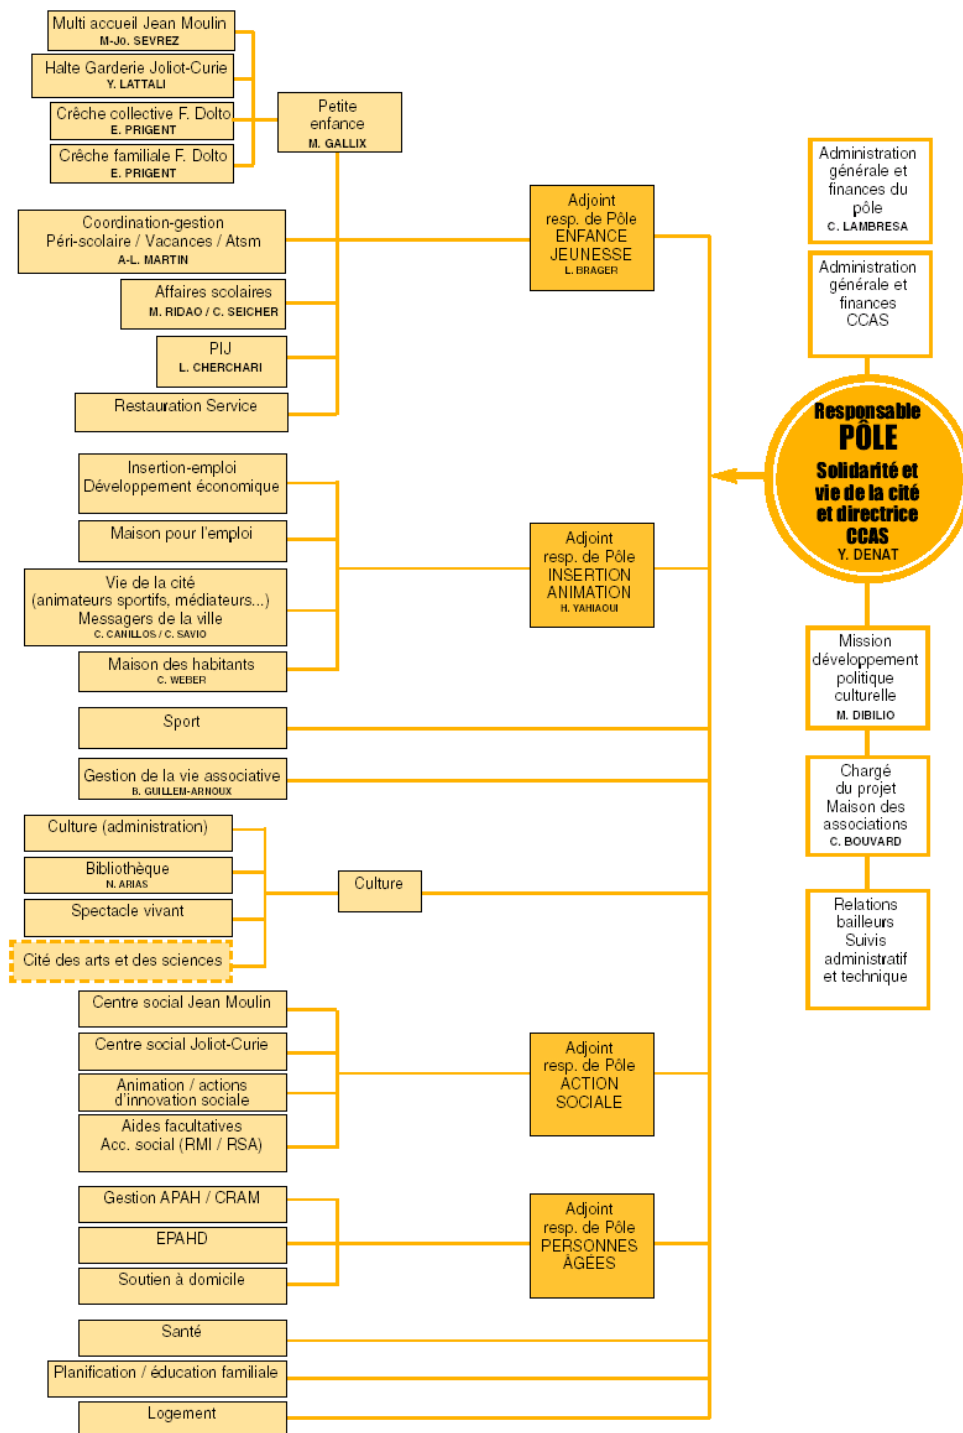 Multi accueil Jean Moulin
M-Jo. SEVREZ
Halte Garderie Joliot-Curie
Y. LATTALI
Crèche collective F. Dolto
E. PRIGENT
Crèche familiale F. Dolto
E. PRIGENT
Petite
enfance
M. GALLIX
Coordination-gestion
Péri-scolaire / Vacances / Atsm
A-L. MARTIN
Affaires scolaires
M. RIDAO / C. SEICHER
PIJ
L. CHERCHARI
Restauration Service
Adjoint
resp. de Pôle
ENFANCE
JEUNESSE
L. BRAGER
Insertion-emploi
Développement économique
Maison pour l'emploi
Vie de la cité
(animateurs sportifs, médiateurs...)
Messagers de la ville
C. CANILLOS / C. SAVIO
Maison des habitants
C. WEBER
Adjoint
resp. de Pôle
INSERTION
ANIMATION
H. YAHIAOUI
Sport
Gestion de la vie associative
B. GUILLEM-ARNOUX
Culture (administration)
Bibliothèque
N. ARIAS
Spectacle vivant
Cité des arts et des sciences
Culture
Centre social Jean Moulin
Centre social Joliot-Curie
Animation / actions
d'innovation sociale
Aides facultatives
Acc. social (RMI / RSA)
Adjoint
resp. de Pôle
ACTION
SOCIALE
Gestion APAH / CRAM
EPAHD
Soutien à domicile
Adjoint
resp. de Pôle
PERSONNES
ÂGÉES
Santé
Planification / éducation familiale
Logement
Administration
générale et
finances du
pôle
C. LAMBRESA
Administration
générale et
finances
CCAS
Responsable
PÔLE
Solidarité et
vie de la cité
et directrice
CCAS
Y. DENAT
Mission
développement
politique
culturelle
M. DIBILIO
Chargé
du projet
Maison des
associations
C. BOUVARD
Relations
bailleurs
Suivis
administratif
et technique